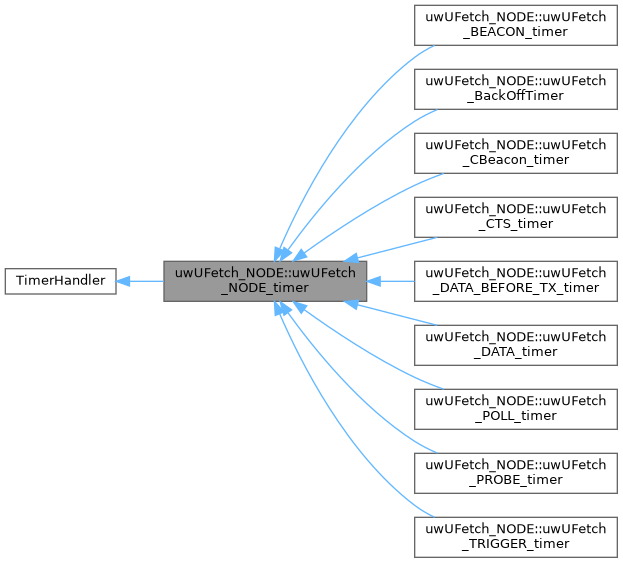 TimerHandler
uwUFetch_NODE::uwUFetch
_NODE_timer
uwUFetch_NODE::uwUFetch
_BEACON_timer
uwUFetch_NODE::uwUFetch
_BackOffTimer
uwUFetch_NODE::uwUFetch
_CBeacon_timer
uwUFetch_NODE::uwUFetch
_CTS_timer
uwUFetch_NODE::uwUFetch
_DATA_BEFORE_TX_timer
uwUFetch_NODE::uwUFetch
_DATA_timer
uwUFetch_NODE::uwUFetch
_POLL_timer
uwUFetch_NODE::uwUFetch
_PROBE_timer
uwUFetch_NODE::uwUFetch
_TRIGGER_timer